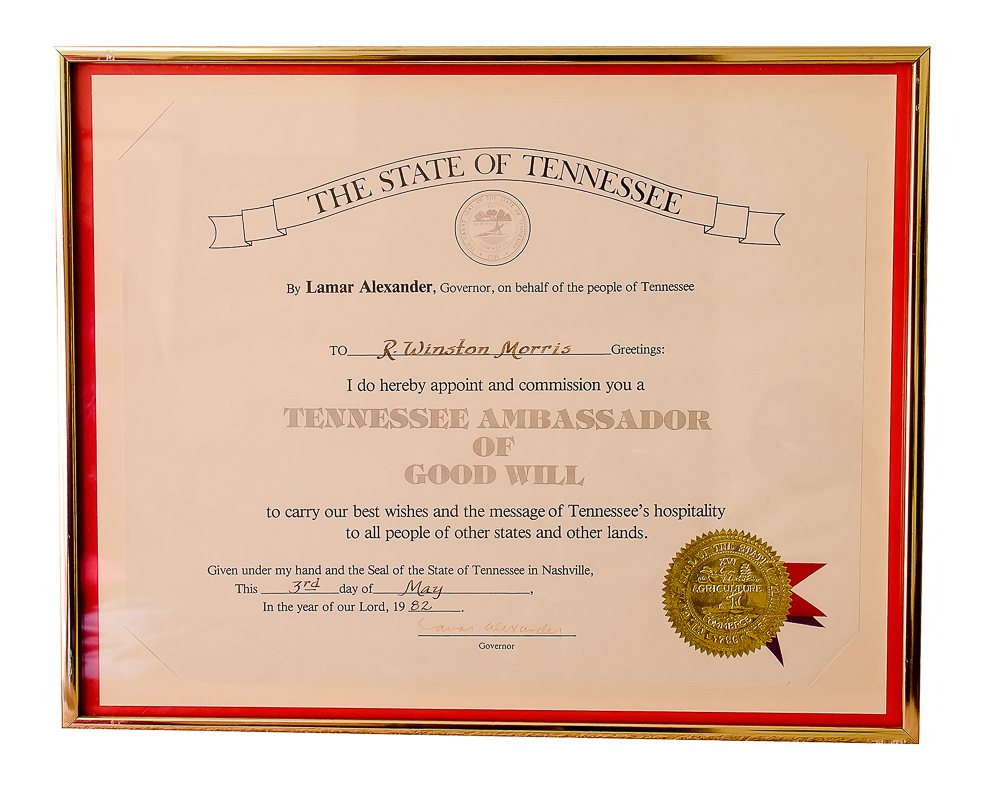 THE STATE OF TENNESSEE
By Lamar Alexander, Governor, on behalf of the people of Tennessee
TO R. Winston Morris Greetings:
I do hereby appoint and commission you a
TENNESSEE AMBASSADOR
OF
GOOD WILL
to carry our best wishes and the message of Tennessee's hospitality
to all people of other states and other lands.
Given under my hand and the Seal of the State of Tennessee in Nashville,
This 3rd day of May,
In the year of our Lord, 19 82.
Lamar Alexander
Governor
XVI
AGRICULTURE
COMMERCE